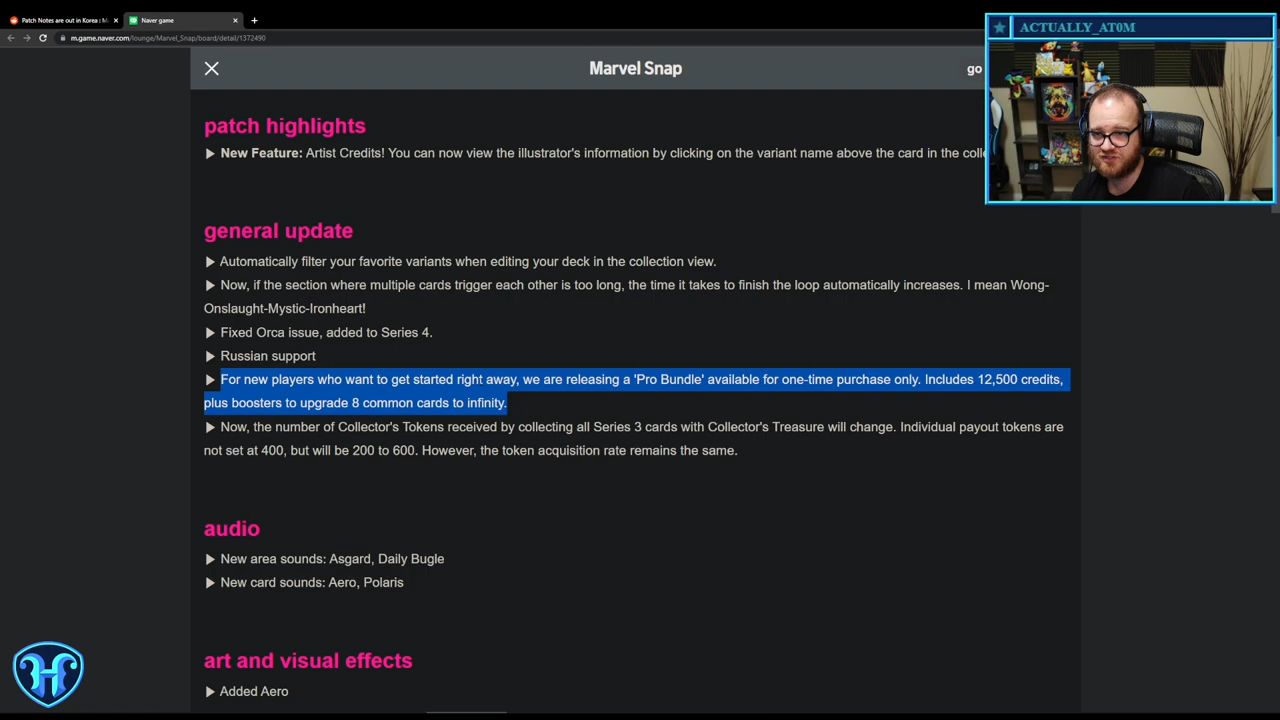 Patch Notes are out in Korea : M
Naver game
m.game.naver.com/lounge/Marvel_Snap/board/detail/1372490
ACTUALLY_AT0M
Marvel Snap
go
patch highlights
▶ New Feature: Artist Credits! You can now view the illustrator's information by clicking on the variant name above the card in the colle
general update
▶ Automatically filter your favorite variants when editing your deck in the collection view.
▶ Now, if the section where multiple cards trigger each other is too long, the time it takes to finish the loop automatically increases. I mean Wong-
Onslaught-Mystic-Ironheart!
▶ Fixed Orca issue, added to Series 4.
▶ Russian support
▶ For new players who want to get started right away, we are releasing a 'Pro Bundle' available for one-time purchase only. Includes 12,500 credits,
plus boosters to upgrade 8 common cards to infinity.
▶ Now, the number of Collector's Tokens received by collecting all Series 3 cards with Collector's Treasure will change. Individual payout tokens are
not set at 400, but will be 200 to 600. However, the token acquisition rate remains the same.
audio
▶ New area sounds: Asgard, Daily Bugle
▶ New card sounds: Aero, Polaris
art and visual effects
▶ Added Aero
H